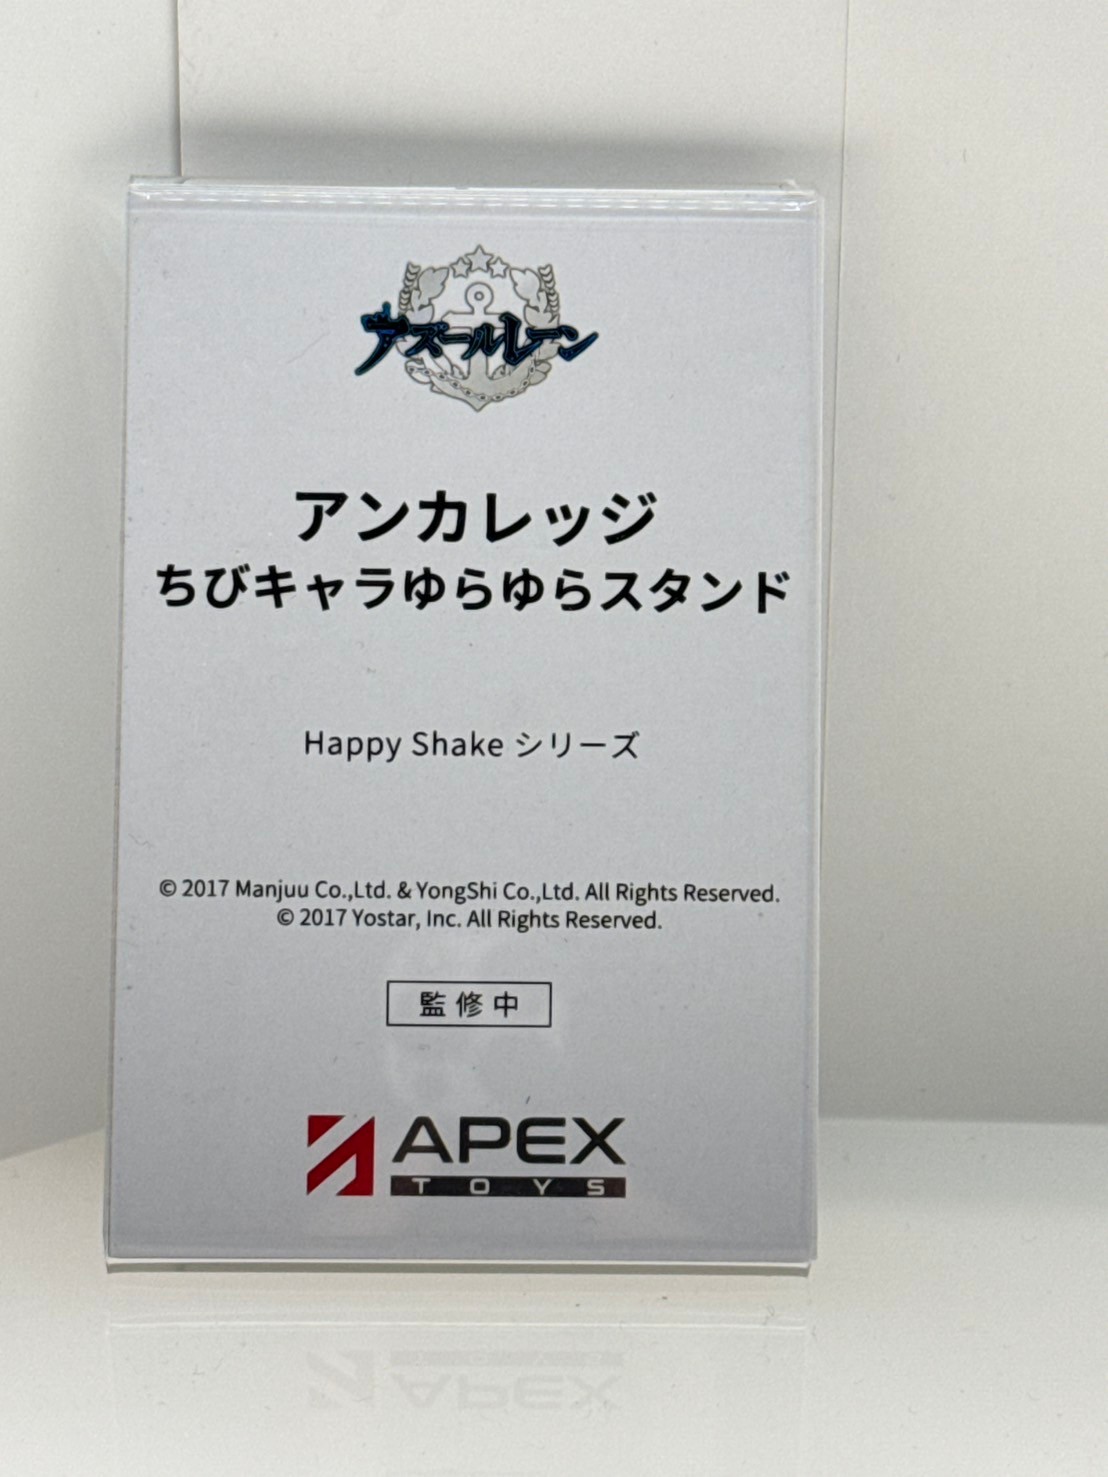 アズールレーン
アンカレッジ
ちびキャラゆらゆらスタンド
Happy Shake シリーズ
© 2017 Manjuu Co.,Ltd. & YongShi Co.,Ltd. All Rights Reserved.
© 2017 Yostar, Inc. All Rights Reserved.
監修中
APEX
TOYS